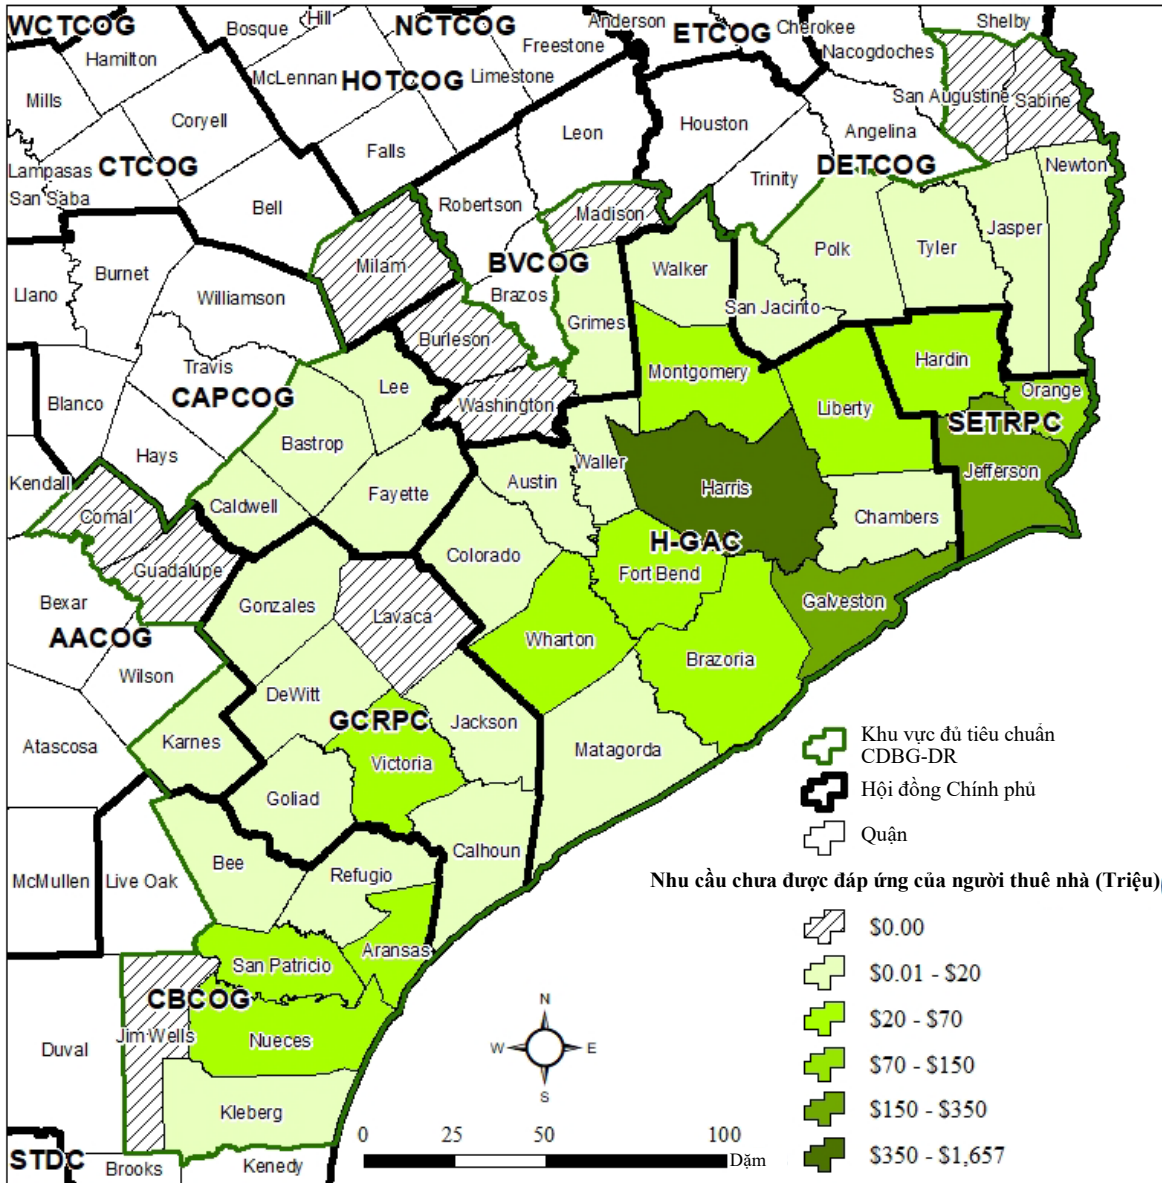 WCTCOG
Bosque
Hill
NCTCOG
Anderson
ETCOG
Cherokee
Shelby
Hamilton
Freestone
Nacogdoches
McLennan
HOTCOG
Limestone
Mills
San Augustine
Sabine
Coryell
Leon
Houston
Angelina
Falls
Lampasas
CTCOG
DETCOG
Newton
San Saba
Trinity
Bell
Robertson
Madison
Jasper
Burnet
Milam
BVCOG
Walker
Polk
Tyler
Llano
Williamson
Brazos
San Jacinto
Grimes
Burleson
Hardin
Travis
Montgomery
Lee
Orange
Blanco
CAPCOG
Washington
Liberty
SETRPC
Bastrop
Hays
Waller
Jefferson
Kendall
Austin
Harris
Fayette
Caldwell
Comal
Chambers
H-GAC
Colorado
Guadalupe
Fort Bend
Bexar
Gonzales
Lavaca
Galveston
AACOG
Wharton
Brazoria
Wilson
DeWitt
GCRPC
Jackson
Karnes
Atascosa
Matagorda
Victoria
Goliad
Calhoun
Bee
Refugio
McMullen
Live Oak
Aransas
San Patricio
CBCOG
Jim Wells
Nueces
Duval
Kleberg
STDC
Brooks
Kenedy
Khu vực đủ tiêu chuẩn
CDBG-DR
Hội đồng Chính phủ
Quận
Nhu cầu chưa được đáp ứng của người thuê nhà (Triệu)
$0.00
$0.01 - $20
$20 - $70
$70 - $150
$150 - $350
$350 - $1,657
N
W
E
S
0 25 50 100
Dặm